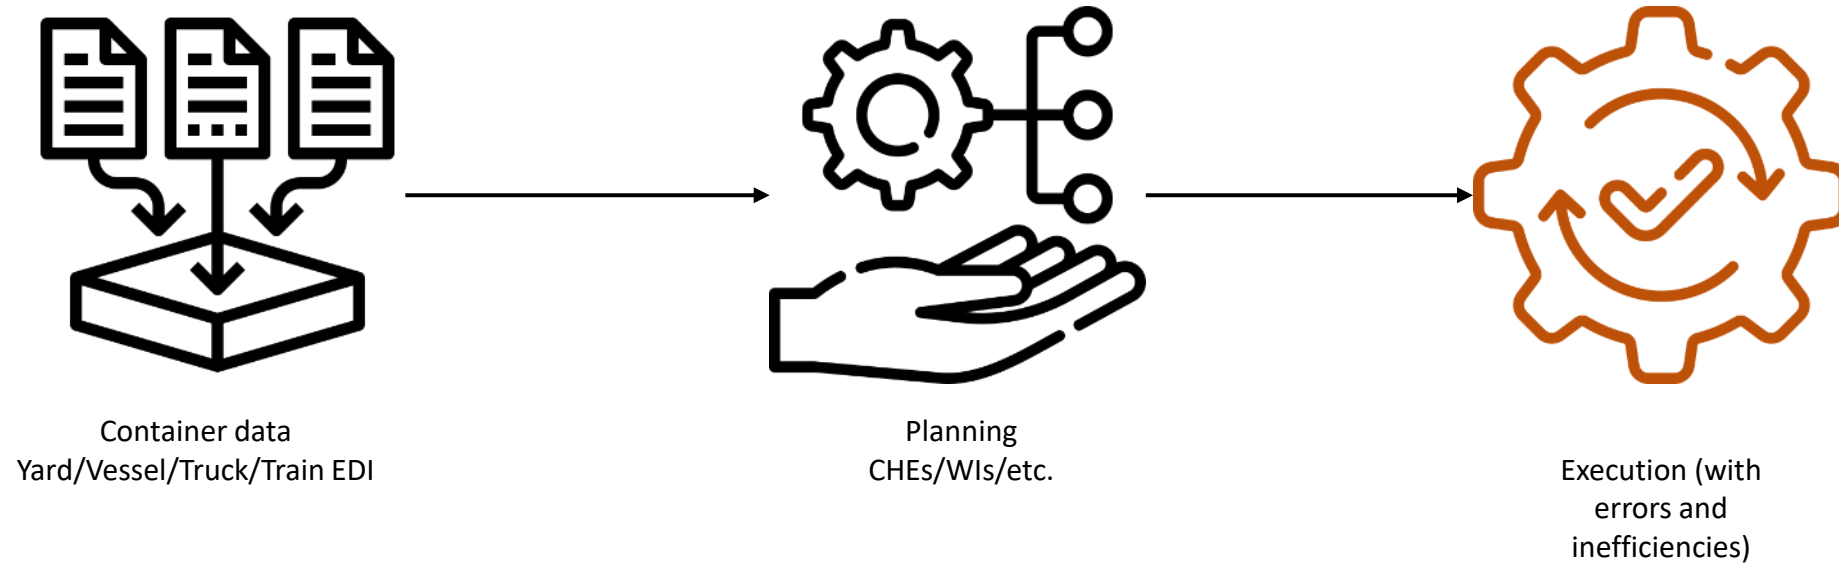 Container data
Yard/Vessel/Truck/Train EDI
Planning
CHEs/WIs/etc.
Execution (with
errors and
inefficiencies)